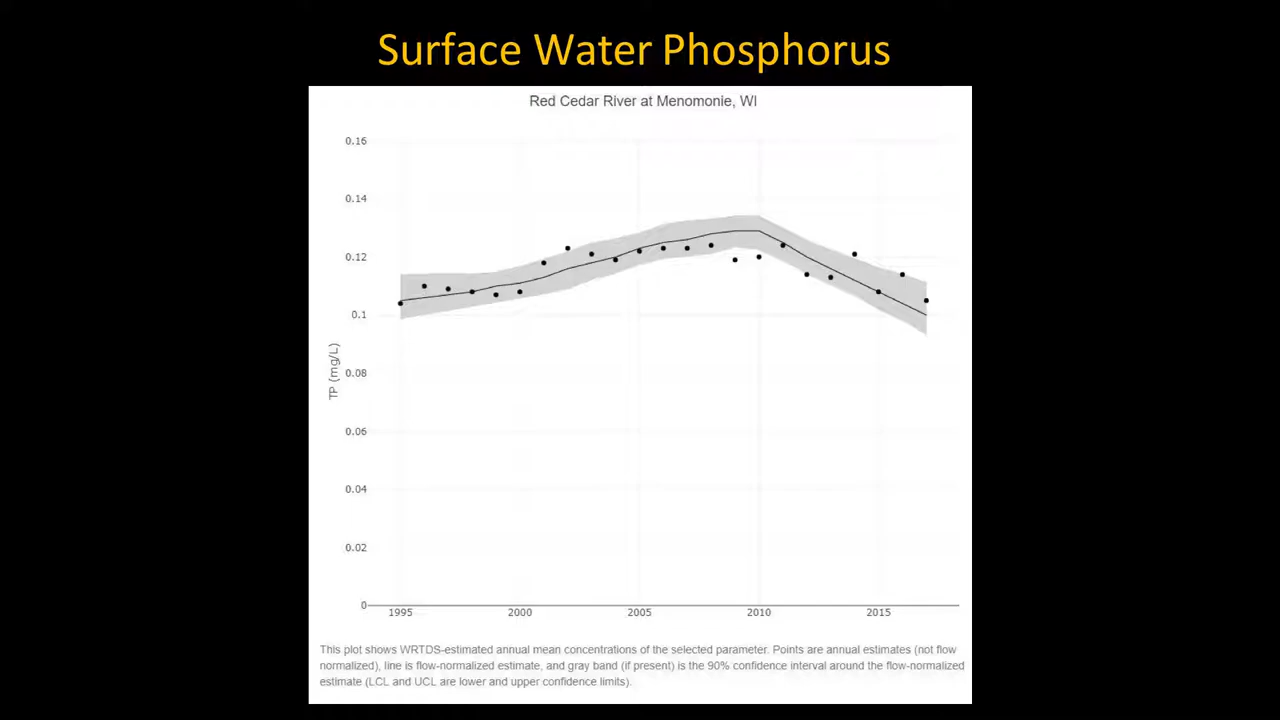 Surface Water Phosphorus
Red Cedar River at Menomonie, WI
0.16
0.14
0.12
0.1
0.08
0.06
0.04
0.02
0
TP (mg/L)
1995 2000 2005 2010 2015
This plot shows WRTDS-estimated annual mean concentrations of the selected parameter. Points are annual estimates (not flow
normalized), line is flow-normalized estimate, and gray band (if present) is the 90% confidence interval around the flow-normalized
estimate (LCL and UCL are lower and upper confidence limits).